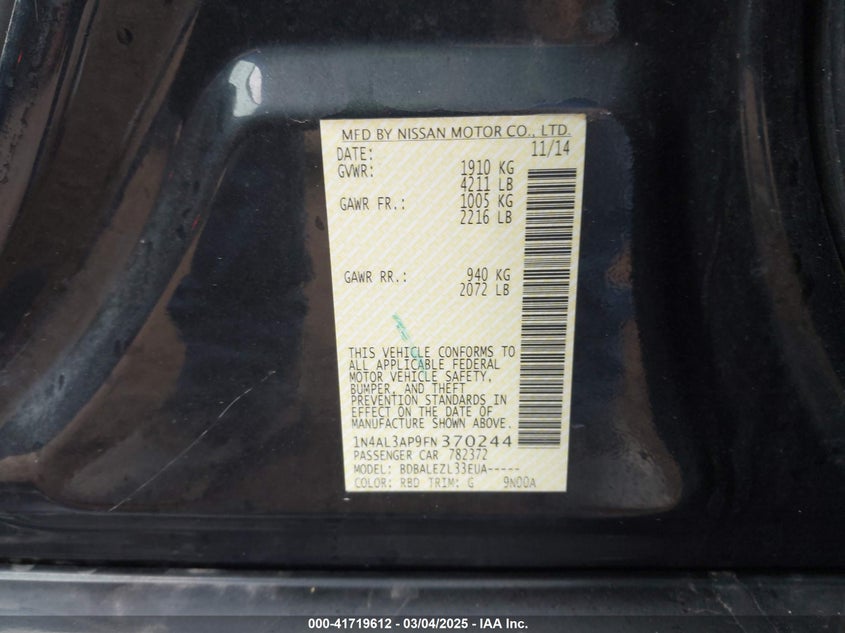 MFD BY NISSAN MOTOR CO., LTD.
DATE: 11/14
GVWR: 1910 KG
4211 LB
GAWR FR.: 1005 KG
2216 LB
GAWR RR.: 940 KG
2072 LB
THIS VEHICLE CONFORMS TO
ALL APPLICABLE FEDERAL
MOTOR VEHICLE SAFETY,
BUMPER, AND THEFT
PREVENTION STANDARDS IN
EFFECT ON THE DATE OF
MANUFACTURE SHOWN ABOVE.
1N4AL3AP9FN370244
PASSENGER CAR 782372
MODEL: BDBALEZL33EUA-----
COLOR: RBD TRIM: G 9N00A
000-41719612 - 03/04/2025 - IAA Inc.